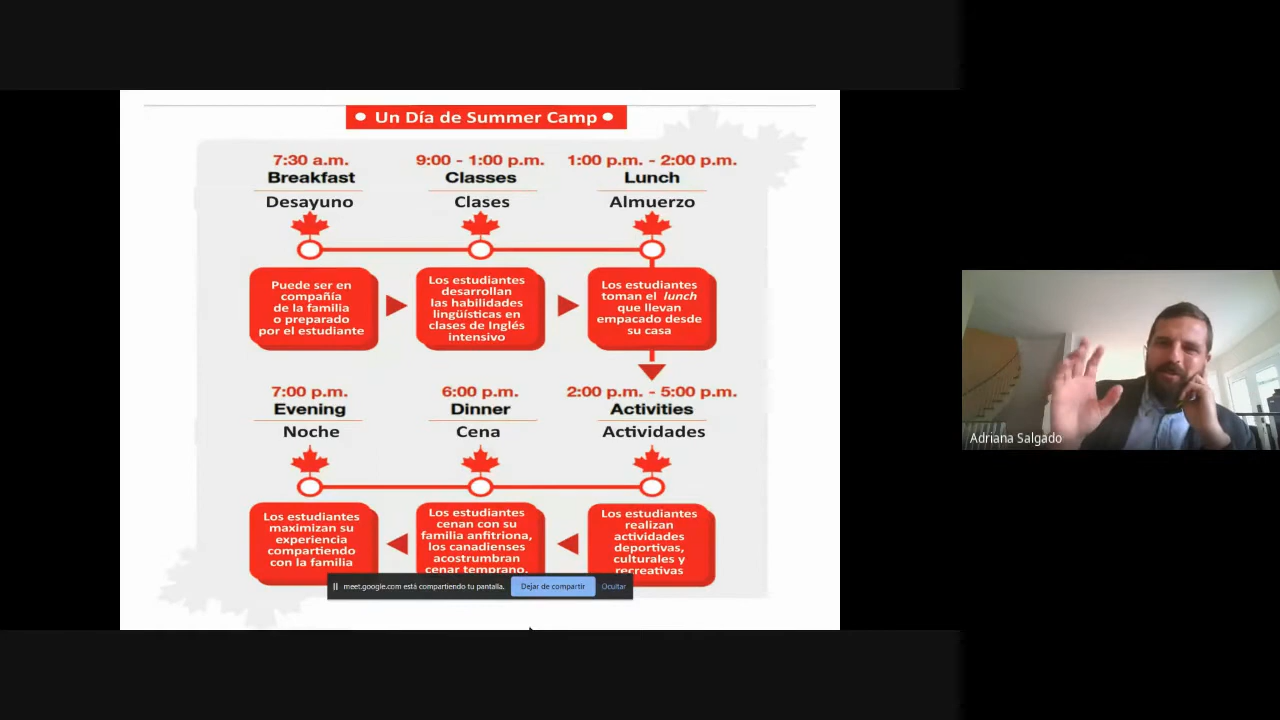 • Un Día de Summer Camp •
7:30 a.m.
Breakfast
Desayuno
9:00 - 1:00 p.m.
Classes
Clases
1:00 p.m. - 2:00 p.m.
Lunch
Almuerzo
Puede ser en
compañía
de la familia
o preparado
por el estudiante
Los estudiantes
desarrollan
las habilidades
lingüísticas en
clases de Inglés
intensivo
Los estudiantes
toman el lunch
que llevan
empacado desde
su casa
7:00 p.m.
Evening
Noche
6:00 p.m.
Dinner
Cena
2:00 p.m. - 5:00 p.m.
Activities
Actividades
Los estudiantes
maximizan su
experiencia
compartiendo
con la familia
Los estudiantes
cenan con su
familia anfitriona,
los canadienses
acostrumbran
cenar temprano.
Los estudiantes
realizan
actividades
deportivas,
culturales y
recreativas
meet.google.com está compartiendo tu pantalla.
Dejar de compartir
Ocultar
Adriana Salgado